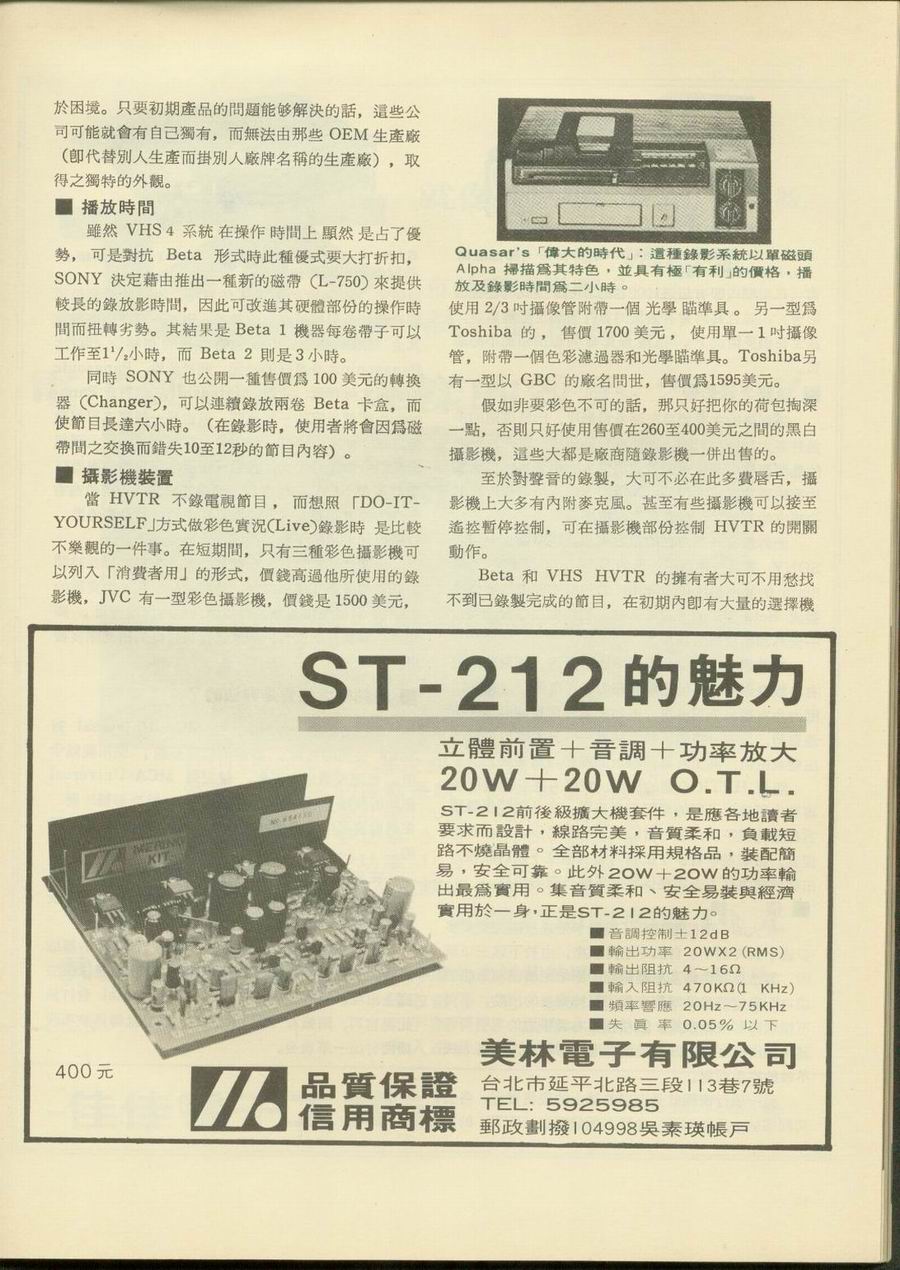 於困境。只要初期產品的問題能够解決的話，這些公
司可能就會有自己獨有，而無法由那些 OEM 生產廠
（卽代替別人生產而掛別人廠牌名稱的生產廠），取
得之獨特的外觀。
■ 播放時間
雖然 VHS 4 系統 在操作 時間上 顯然 是占了優
勢，可是對抗 Beta 形式時此種優式要大打折扣，
SONY 決定藉由推出一種新的磁帶 (L-750) 來提供
較長的錄放影時間，因此可改進其硬體部份的操作時
間而扭轉劣勢。其結果是 Beta 1 機器每卷帶子可以
工作至1¹/₂小時，而 Beta 2 則是 3 小時。
同時 SONY 也公開一種售價爲 100 美元的轉換
器 (Changer)，可以連續錄放兩卷 Beta 卡盒，而
使節目長達六小時。（在錄影時，使用者將會因爲磁
帶間之交換而錯失10至12秒的節目內容）。
■ 攝影機裝置
當 HVTR 不錄電視節目，而想照「DO-IT-
YOURSELF」方式做彩色實況(Live)錄影時 是比較
不樂觀的一件事。在短期間，只有三種彩色攝影機可
以列入「消費者用」的形式，價錢高過他所使用的錄
影機，JVC 有一型彩色攝影機，價錢是 1500 美元，
Quasar's「偉大的時代」：這種錄影系統以單磁頭
Alpha 掃描爲其特色，並具有極「有利」的價格，播
放及錄影時間爲二小時。
使用 2/3 吋攝像管附帶一個 光學 瞄準具 。另一型爲
Toshiba 的，售價 1700 美元，使用單一 1 吋攝像
管，附帶一個色彩濾過器和光學瞄準具。Toshiba另
有一型以 GBC 的廠名問世，售價爲1595美元。
假如非要彩色不可的話，那只好把你的荷包掏深
一點，否則只好使用售價在260至400美元之間的黑白
攝影機，這些大都是廠商隨錄影機一併出售的。
至於對聲音的錄製，大可不必在此多費唇舌，攝
影機上大多有內附麥克風。甚至有些攝影機可以接至
遙控暫停控制，可在攝影機部份控制 HVTR 的開關
動作。
Beta 和 VHS HVTR 的擁有者大可不用愁找
不到已錄製完成的節目，在初期內卽有大量的選擇機
ST-212的魅力
立體前置＋音調＋功率放大
20W＋20W O.T.L.
ST-212前後級擴大機套件，是應各地讀者
要求而設計，線路完美，音質柔和，負載短
路不燒晶體。全部材料採用規格品，裝配簡
易，安全可靠。此外20W＋20W的功率輸
出最爲實用。集音質柔和、安全易裝與經濟
實用於一身，正是ST-212的魅力。
■ 音調控制±12dB
■ 輸出功率 20WX2 (RMS)
■ 輸出阻抗 4～16Ω
■ 輸入阻抗 470KΩ(1 KHz)
■ 頻率響應 20Hz～75KHz
■ 失 眞 率 0.05% 以下
MERLIN
KIT
400元
品質保證
信用商標
美林電子有限公司
台北市延平北路三段113巷7號
TEL: 5925985
郵政劃撥104998吳素瑛帳戶